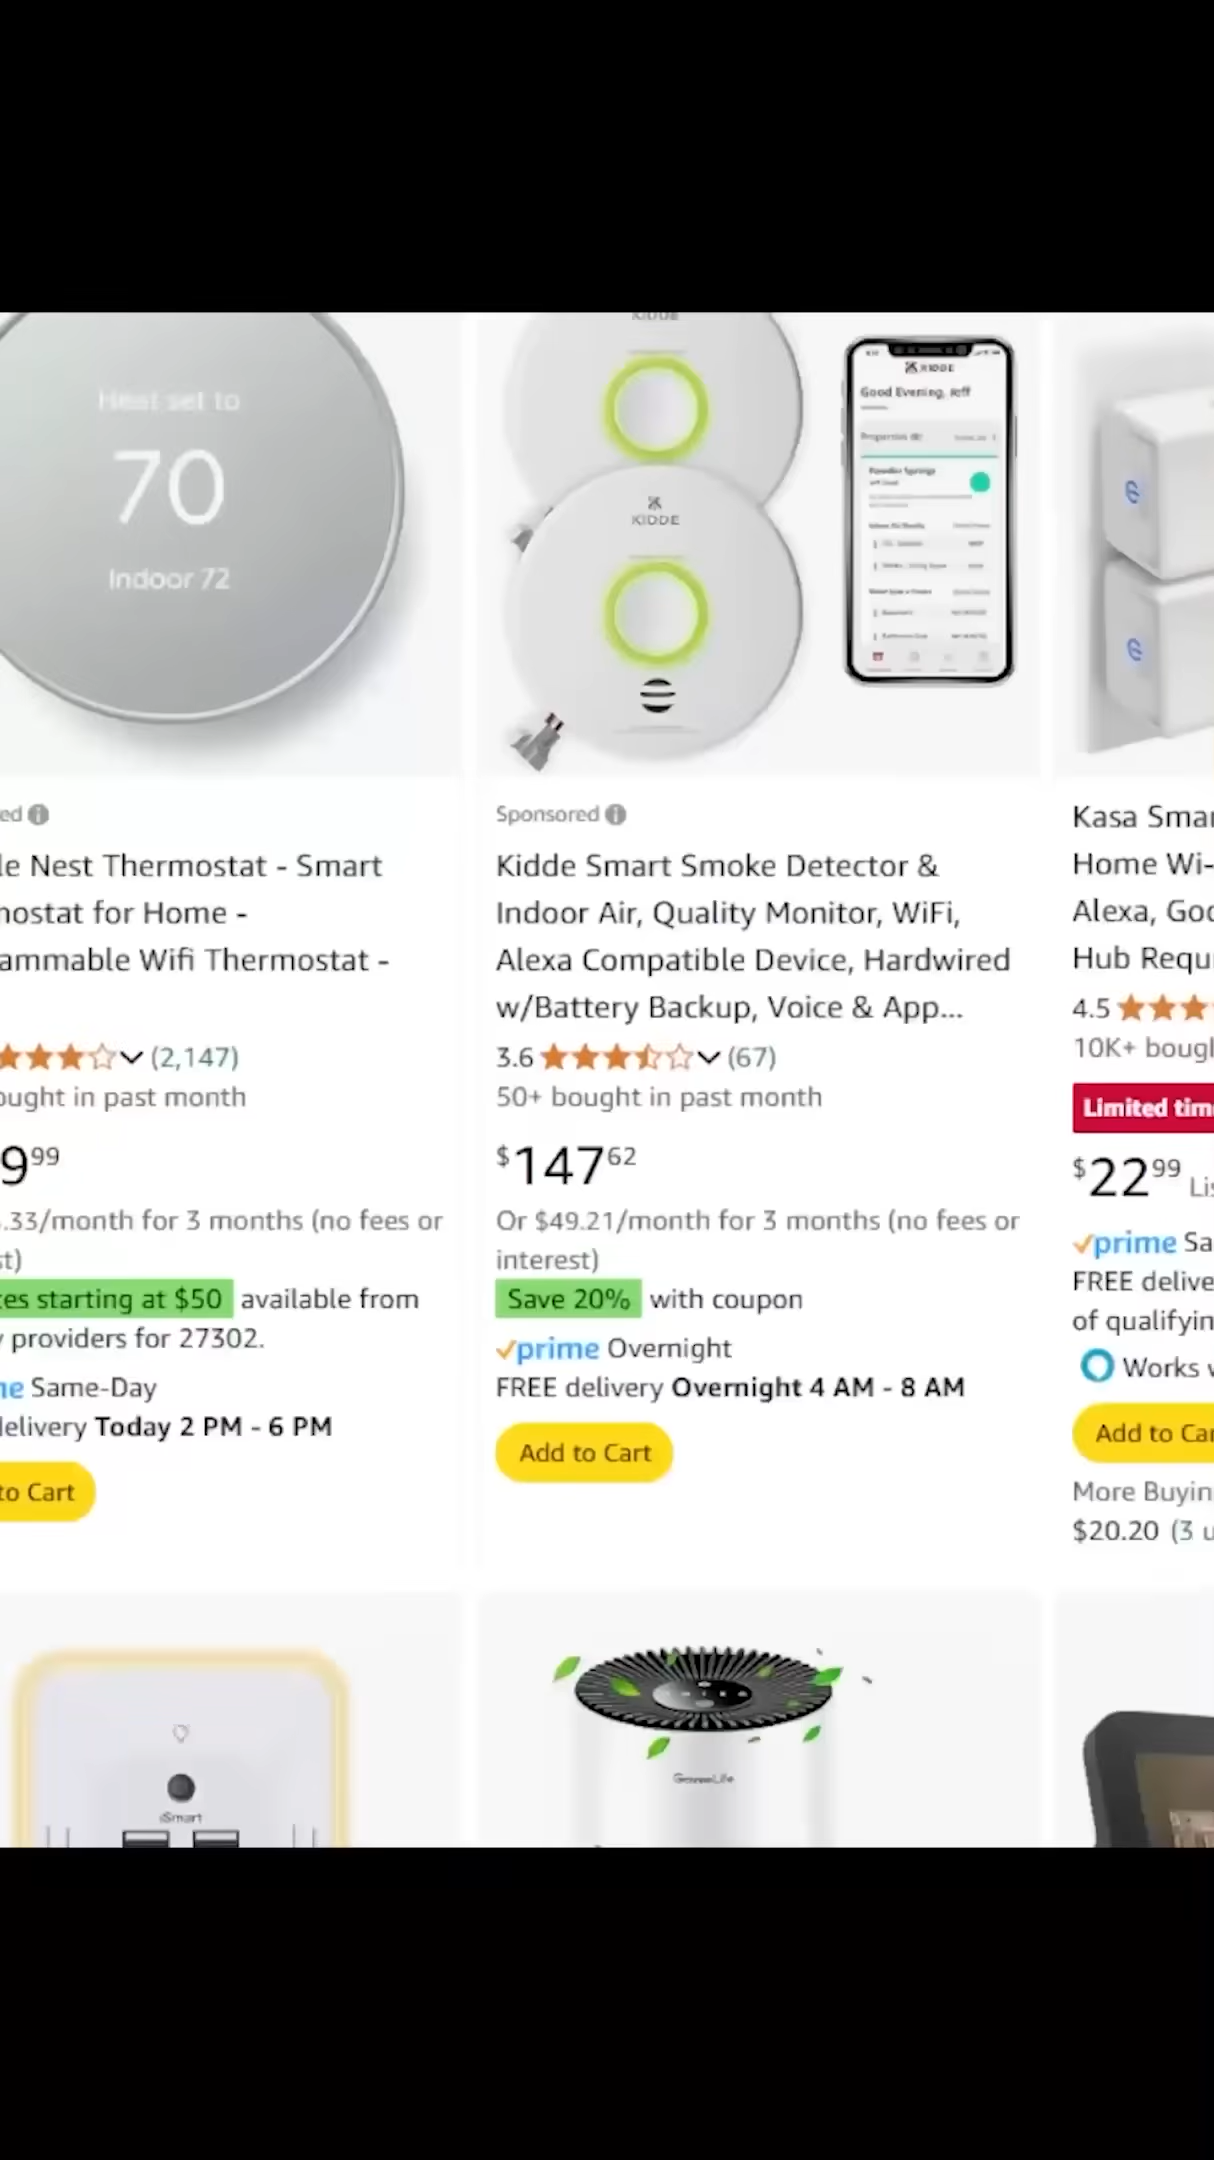 Heat set to
70
Indoor 72
KIDDE
KIDDE
Good Evening, Jeff
KIDDE
ed
le Nest Thermostat - Smart
nostat for Home -
ammable Wifi Thermostat -
(2,147)
ought in past month
9 99
.33/month for 3 months (no fees or
st)
es starting at $50 available from
y providers for 27302.
ne Same-Day
delivery Today 2 PM - 6 PM
to Cart
Sponsored
Kidde Smart Smoke Detector &
Indoor Air, Quality Monitor, WiFi,
Alexa Compatible Device, Hardwired
w/Battery Backup, Voice & App...
3.6 (67)
50+ bought in past month
$147 62
Or $49.21/month for 3 months (no fees or
interest)
Save 20% with coupon
prime Overnight
FREE delivery Overnight 4 AM - 8 AM
Add to Cart
Kasa Smar
Home Wi-
Alexa, Goo
Hub Requ
4.5
10K+ bough
Limited time
$22 99 Lis
prime Sa
FREE delive
of qualifyin
Works w
Add to Car
More Buyin
$20.20 (3 u
iSmart